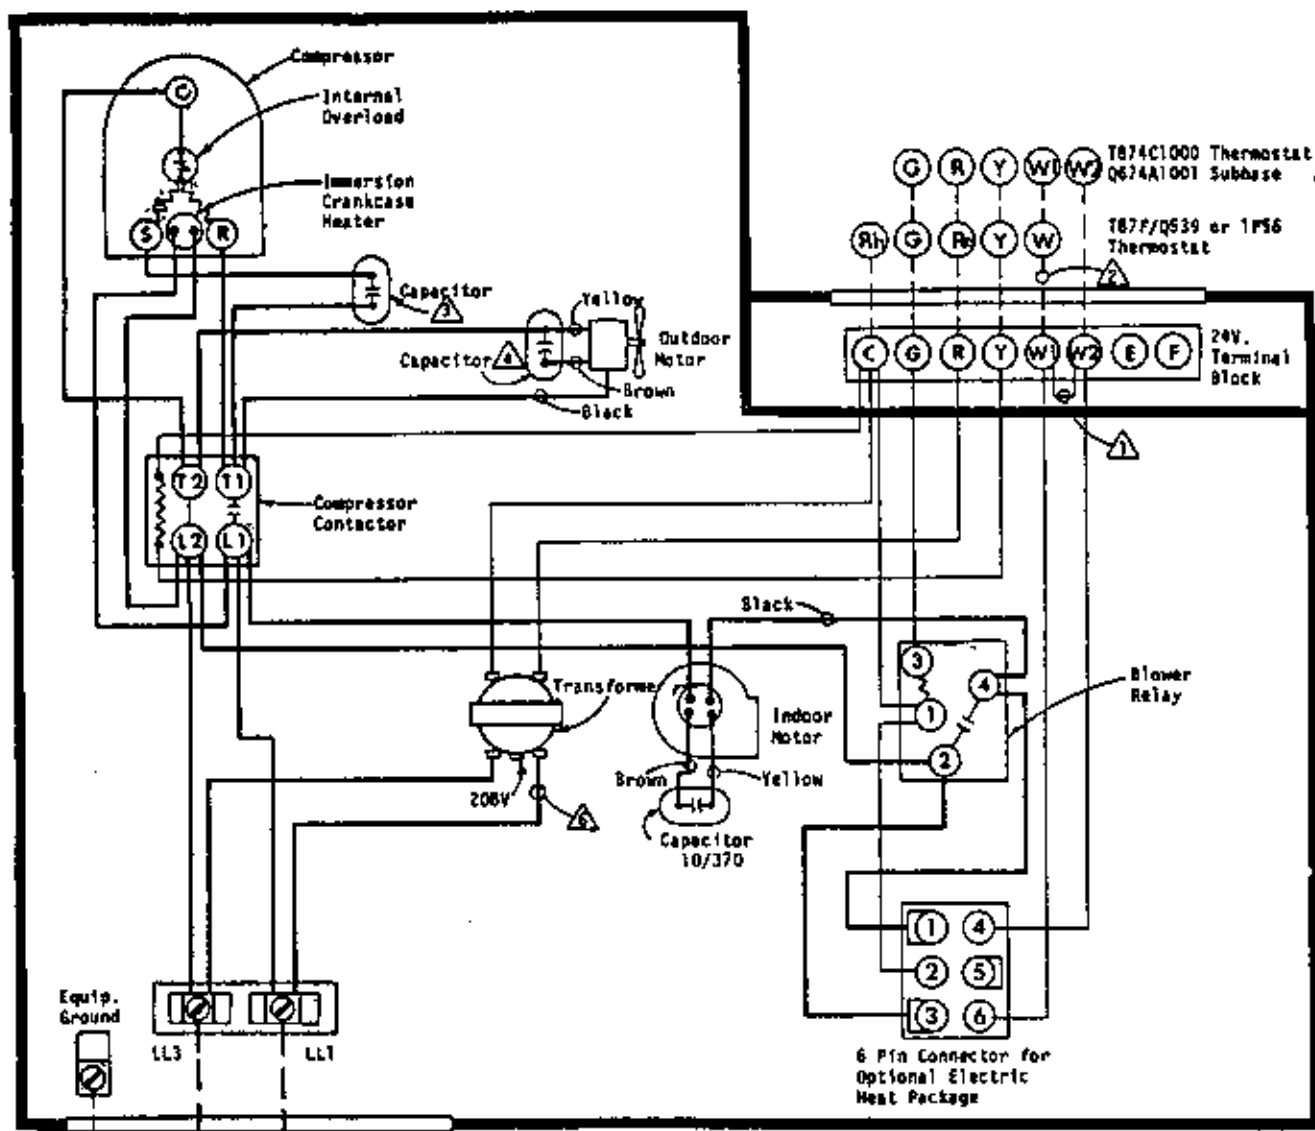 Compressor
C
Internal
Overload
Immersion
Crankcase
Heater
S
R
Capacitor
3
Capacitor
4
Yellow
Outdoor
Motor
Brown
Black
G R Y W1 W2
T874C1000 Thermostat
Q674A1001 Subbase
Rh G Rc Y W
T87F/Q539 or 1F56
Thermostat
2
C G R Y W1 W2 E F
24V.
Terminal
Block
1
T2 T1
L2 L1
Compressor
Contactor
Black
3
4
1
2
Blower
Relay
Transforme
208V
6
Indoor
Motor
Brown
Yellow
Capacitor
10/370
1 4
2 5
3 6
6 Pin Connector for
Optional Electric
Heat Package
Equip.
Ground
LL3
LL1